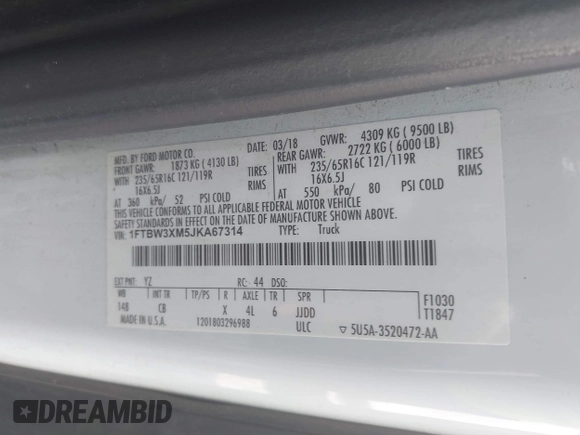 MFD. BY FORD MOTOR CO. DATE: 03/18 GVWR: 4309 KG ( 9500 LB)
FRONT GAWR: 1873 KG ( 4130 LB) REAR GAWR: 2722 KG ( 6000 LB)
WITH 235/65R16C 121/119R TIRES WITH 235/65R16C 121/119R TIRES
16X6.5J RIMS 16X6.5J RIMS
AT 360 kPa/ 52 PSI COLD AT 550 kPa/ 80 PSI COLD
THIS VEHICLE CONFORMS TO ALL APPLICABLE FEDERAL MOTOR VEHICLE
SAFETY STANDARDS IN EFFECT ON THE DATE OF MANUFACTURE SHOWN ABOVE.
VIN: 1FTBW3XM5JKA67314 TYPE: Truck
EXT PNT: YZ RC: 44 DSO:
WB INT TR TP/PS R AXLE TR SPR F1030
148 CB X 4L 6 JJDD T1847
MADE IN U.S.A. 1201803296988 ULC ▽ 5U5A-3520472-AA
DREAMBID